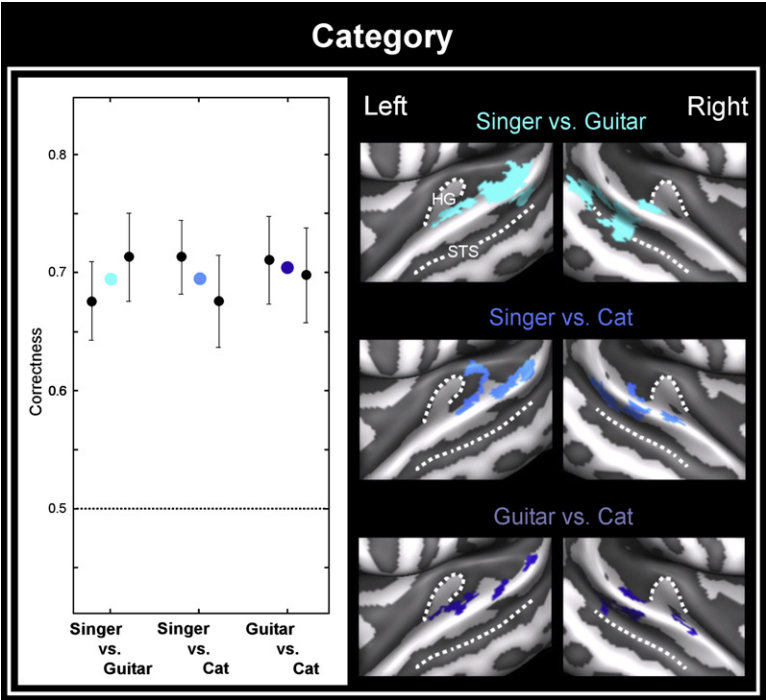 Category
Left
Right
Singer vs. Guitar
HG
STS
Singer vs. Cat
Guitar vs. Cat
Correctness
0.8
0.7
0.6
0.5
Singer
vs.
Guitar
Singer
vs.
Cat
Guitar
vs.
Cat